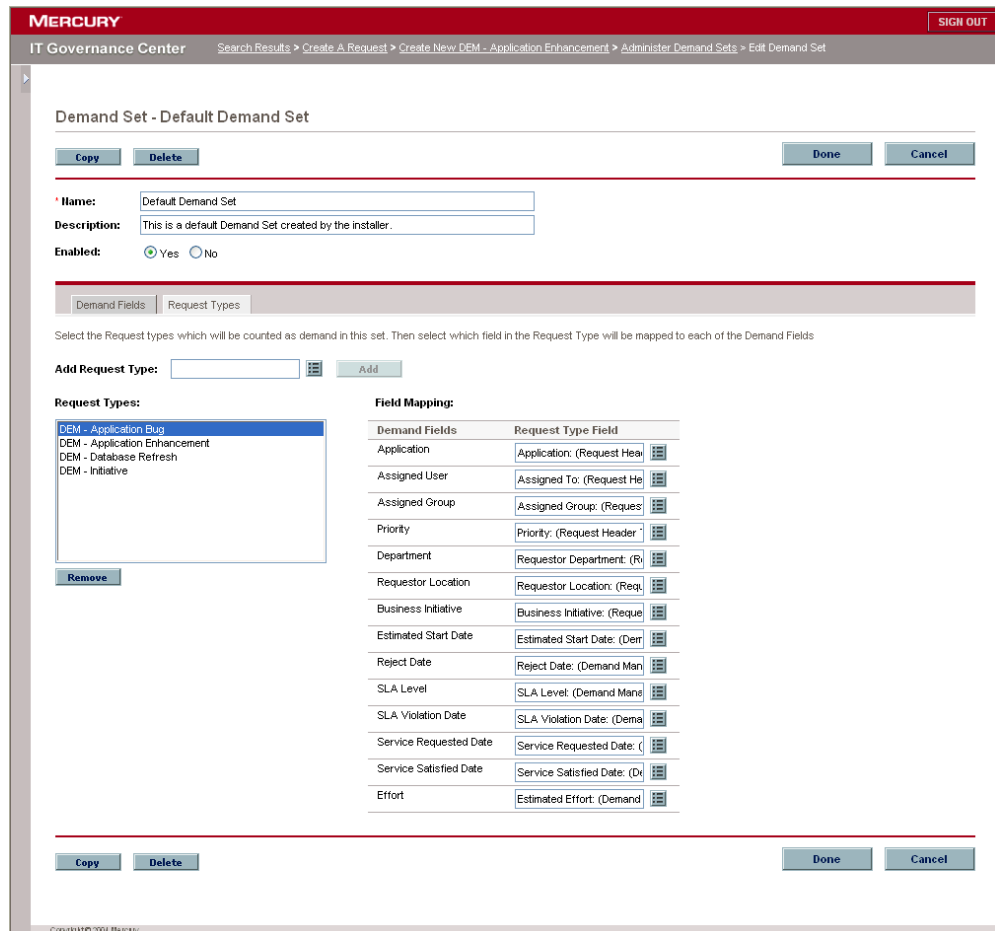 MERCURY
SIGN OUT
IT Governance Center
Search Results > Create A Request > Create New DEM - Application Enhancement > Administer Demand Sets > Edit Demand Set
Demand Set - Default Demand Set
Copy Delete Done Cancel
* Name: Default Demand Set
Description: This is a default Demand Set created by the installer.
Enabled: Yes No
Demand Fields Request Types
Select the Request types which will be counted as demand in this set. Then select which field in the Request Type will be mapped to each of the Demand Fields
Add Request Type: Add
Request Types:
DEM - Application Bug
DEM - Application Enhancement
DEM - Database Refresh
DEM - Initiative
Remove
Field Mapping:
Demand Fields Request Type Field
Application Application: (Request Hea
Assigned User Assigned To: (Request He
Assigned Group Assigned Group: (Reques
Priority Priority: (Request Header
Department Requestor Department: (R
Requestor Location Requestor Location: (Requ
Business Initiative Business Initiative: (Reque
Estimated Start Date Estimated Start Date: (Dem
Reject Date Reject Date: (Demand Man
SLA Level SLA Level: (Demand Mana
SLA Violation Date SLA Violation Date: (Dema
Service Requested Date Service Requested Date: (
Service Satisfied Date Service Satisfied Date: (De
Effort Estimated Effort: (Demand
Copy Delete Done Cancel
Copyright © 2004 Mercury